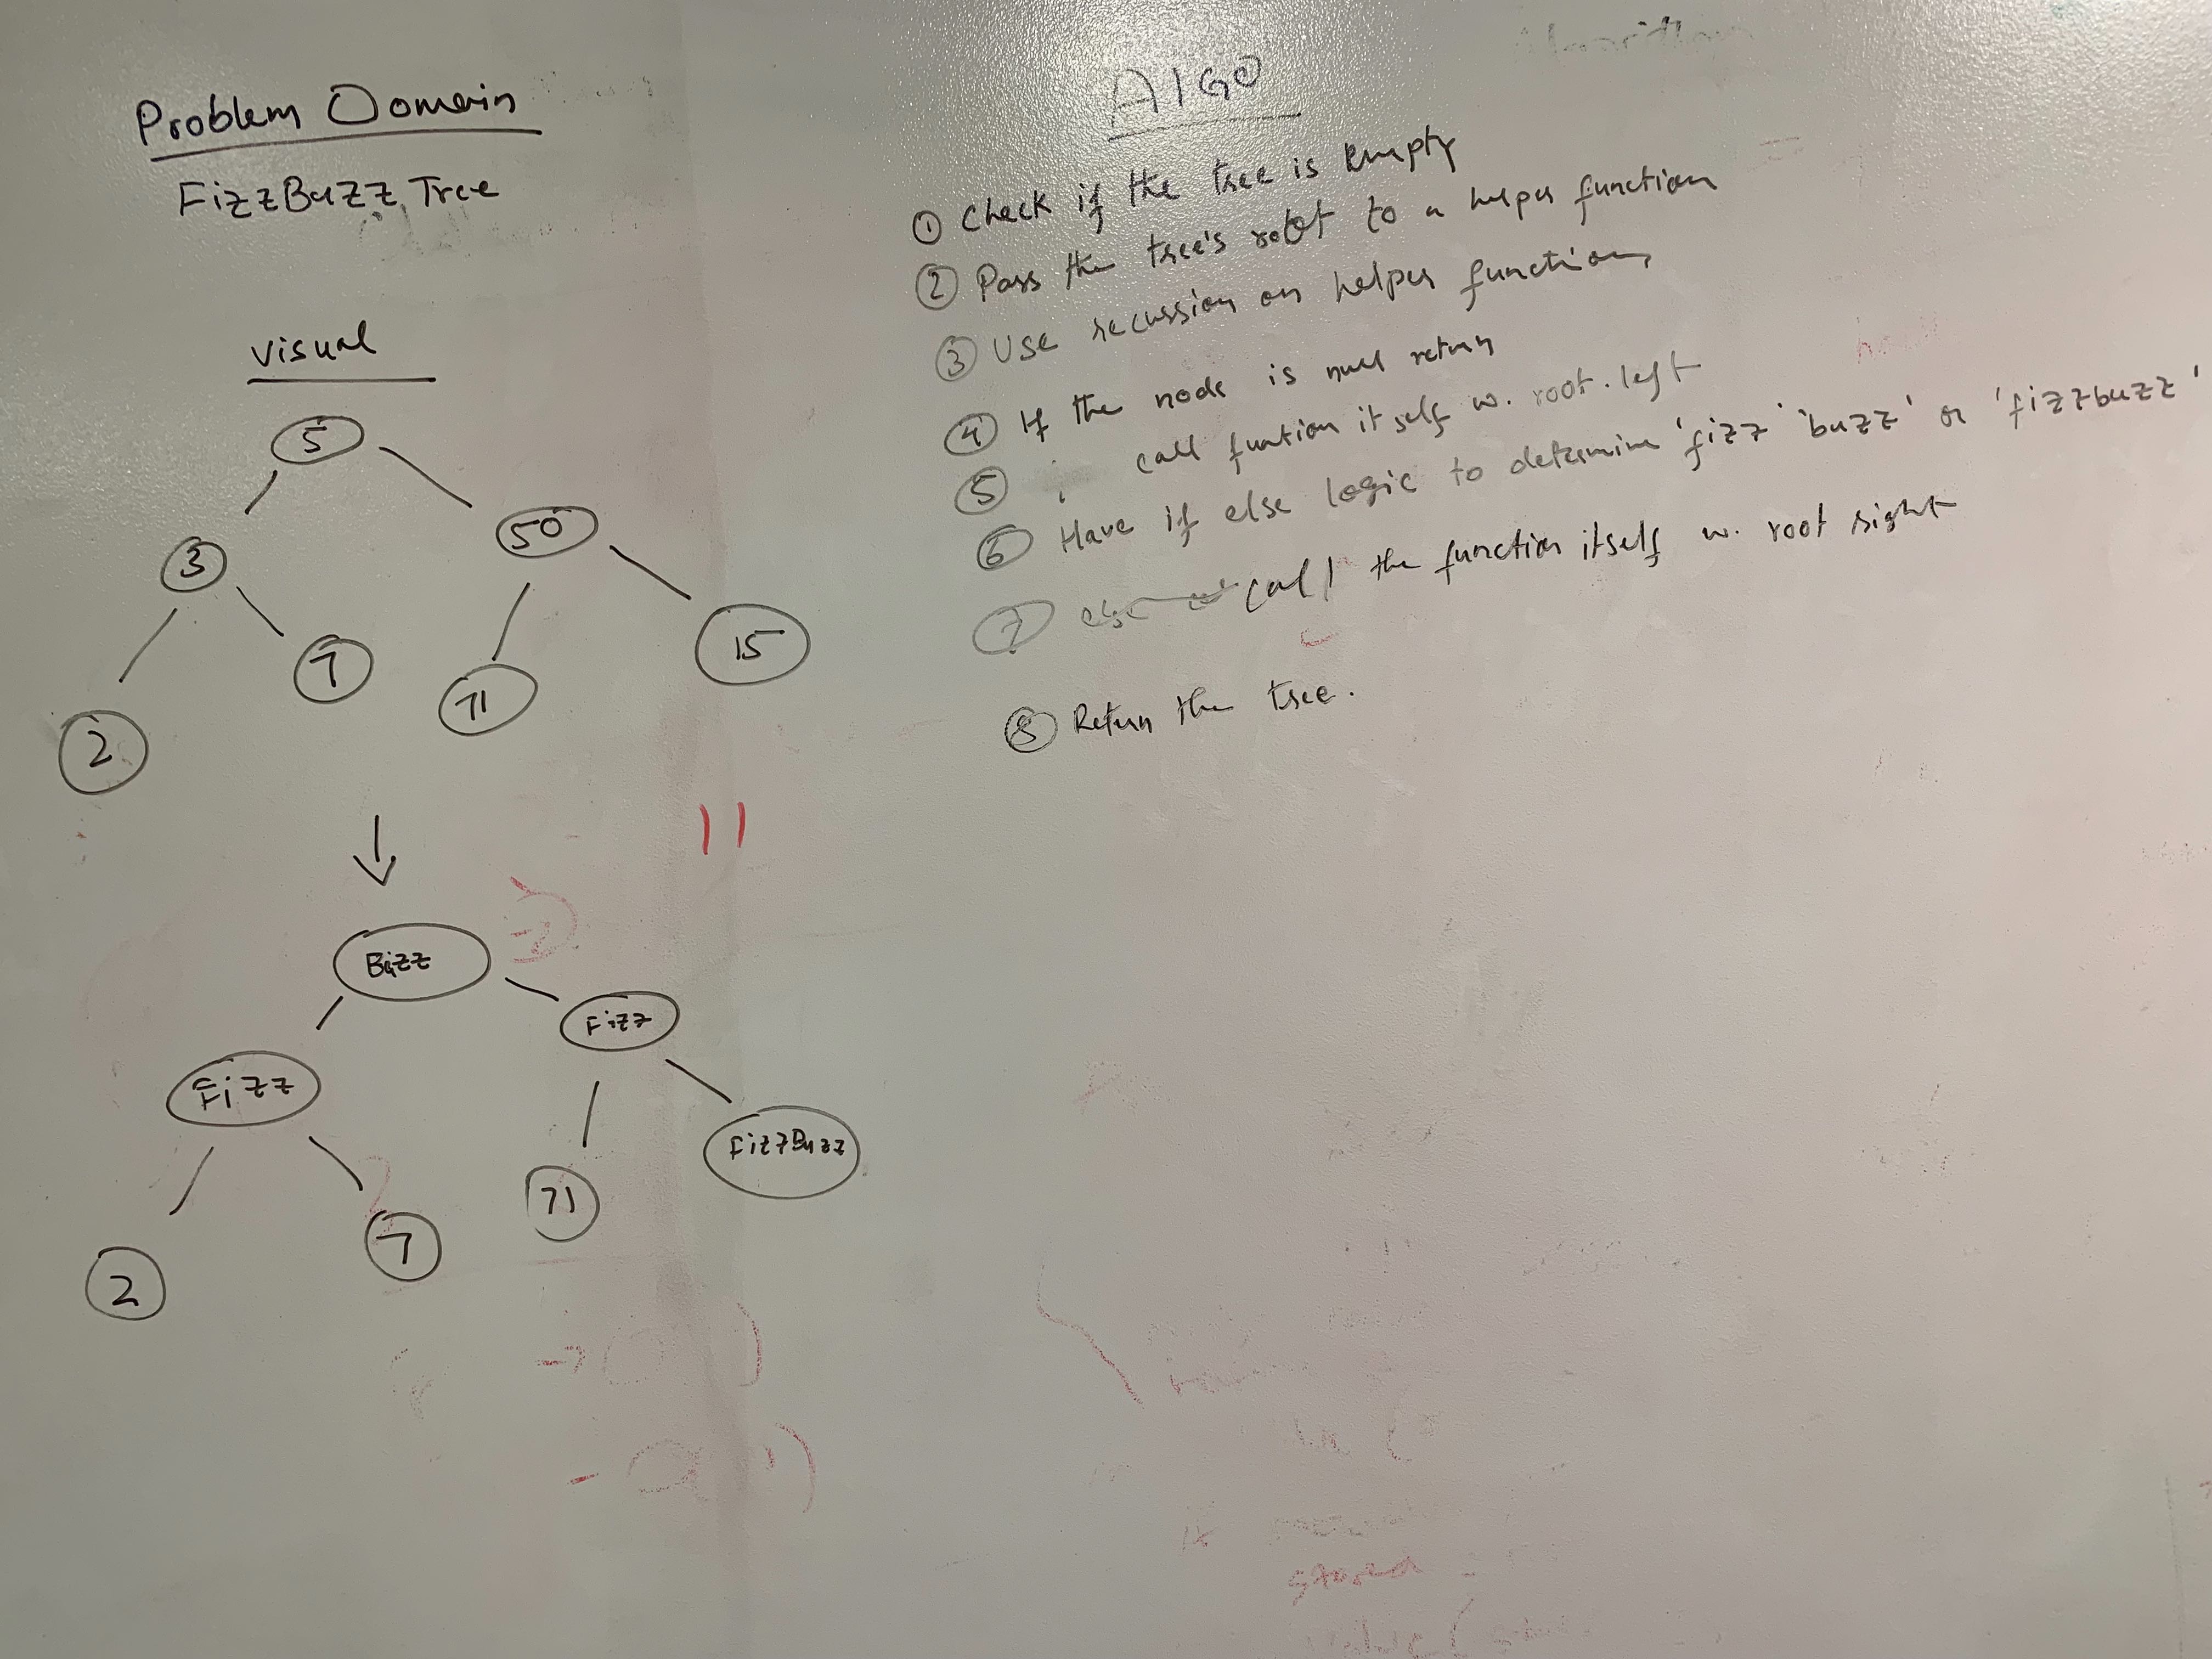 Problem Domain
FizzBuzz Tree
Visual
5
3
50
2
7
71
15
Buzz
Fizz
Fizz
2
7
71
FizzBuzz
AlGO
① Check if the tree is Empty
② Pass the tree's root to a helper function
③ Use recussion on helper function
④ If the node is null return
⑤ call funtion it self w. root.left
⑥ Have if else logic to determine 'fizz' 'buzz' or 'fizzbuzz'
⑦ call the function itself w. root right
⑧ Return the tree.
stored